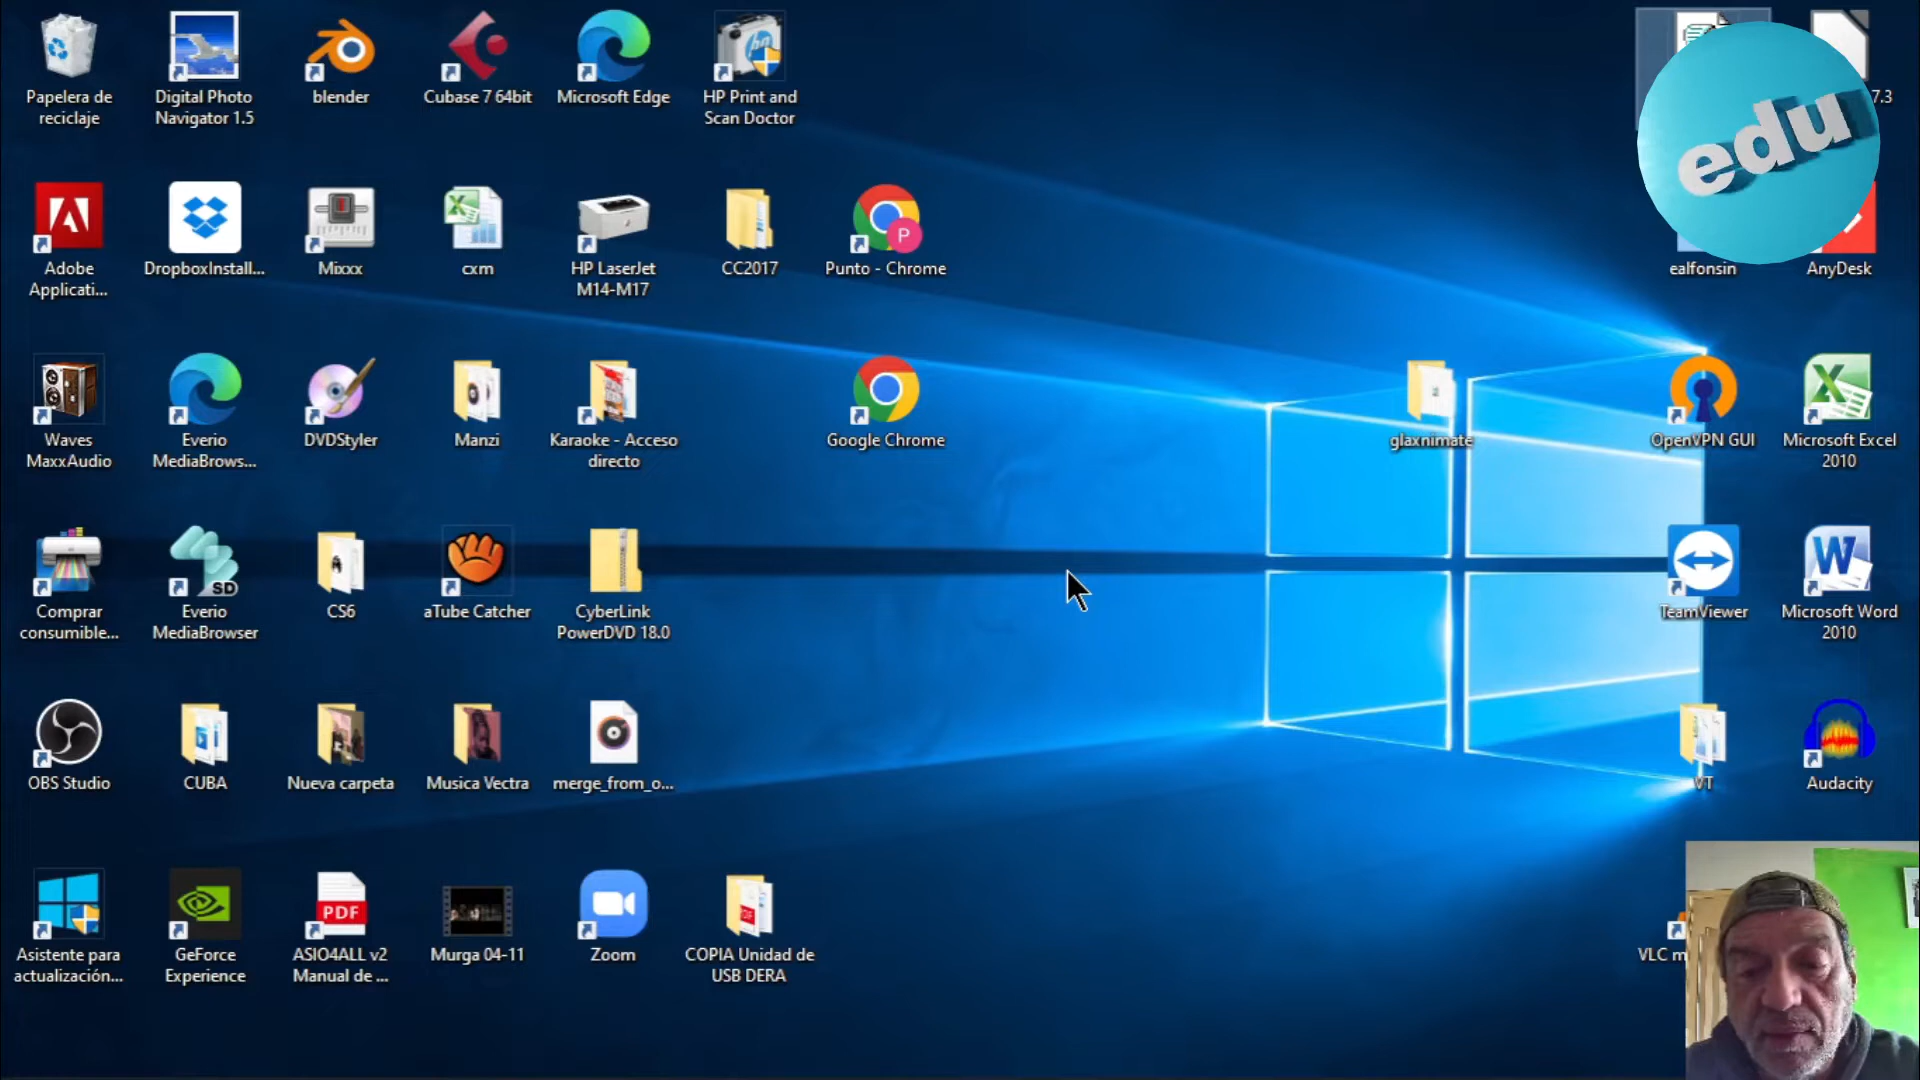 Papelera de
reciclaje
Digital Photo
Navigator 1.5
blender
Cubase 7 64bit
Microsoft Edge
HP Print and
Scan Doctor
7.3
edu
Adobe
Applicati...
DropboxInstall...
Mixxx
cxm
HP LaserJet
M14-M17
CC2017
Punto - Chrome
ealfonsin
AnyDesk
Waves
MaxxAudio
Everio
MediaBrows...
DVDStyler
Manzi
Karaoke - Acceso
directo
Google Chrome
glaxnimate
OpenVPN GUI
Microsoft Excel
2010
Comprar
consumible...
SD
Everio
MediaBrowser
CS6
aTube Catcher
CyberLink
PowerDVD 18.0
TeamViewer
Microsoft Word
2010
OBS Studio
CUBA
Nueva carpeta
Musica Vectra
merge_from_o...
VT
Audacity
Asistente para
actualización...
GeForce
Experience
PDF
ASIO4ALL v2
Manual de ...
Murga 04-11
Zoom
COPIA Unidad de
USB DERA
VLC m